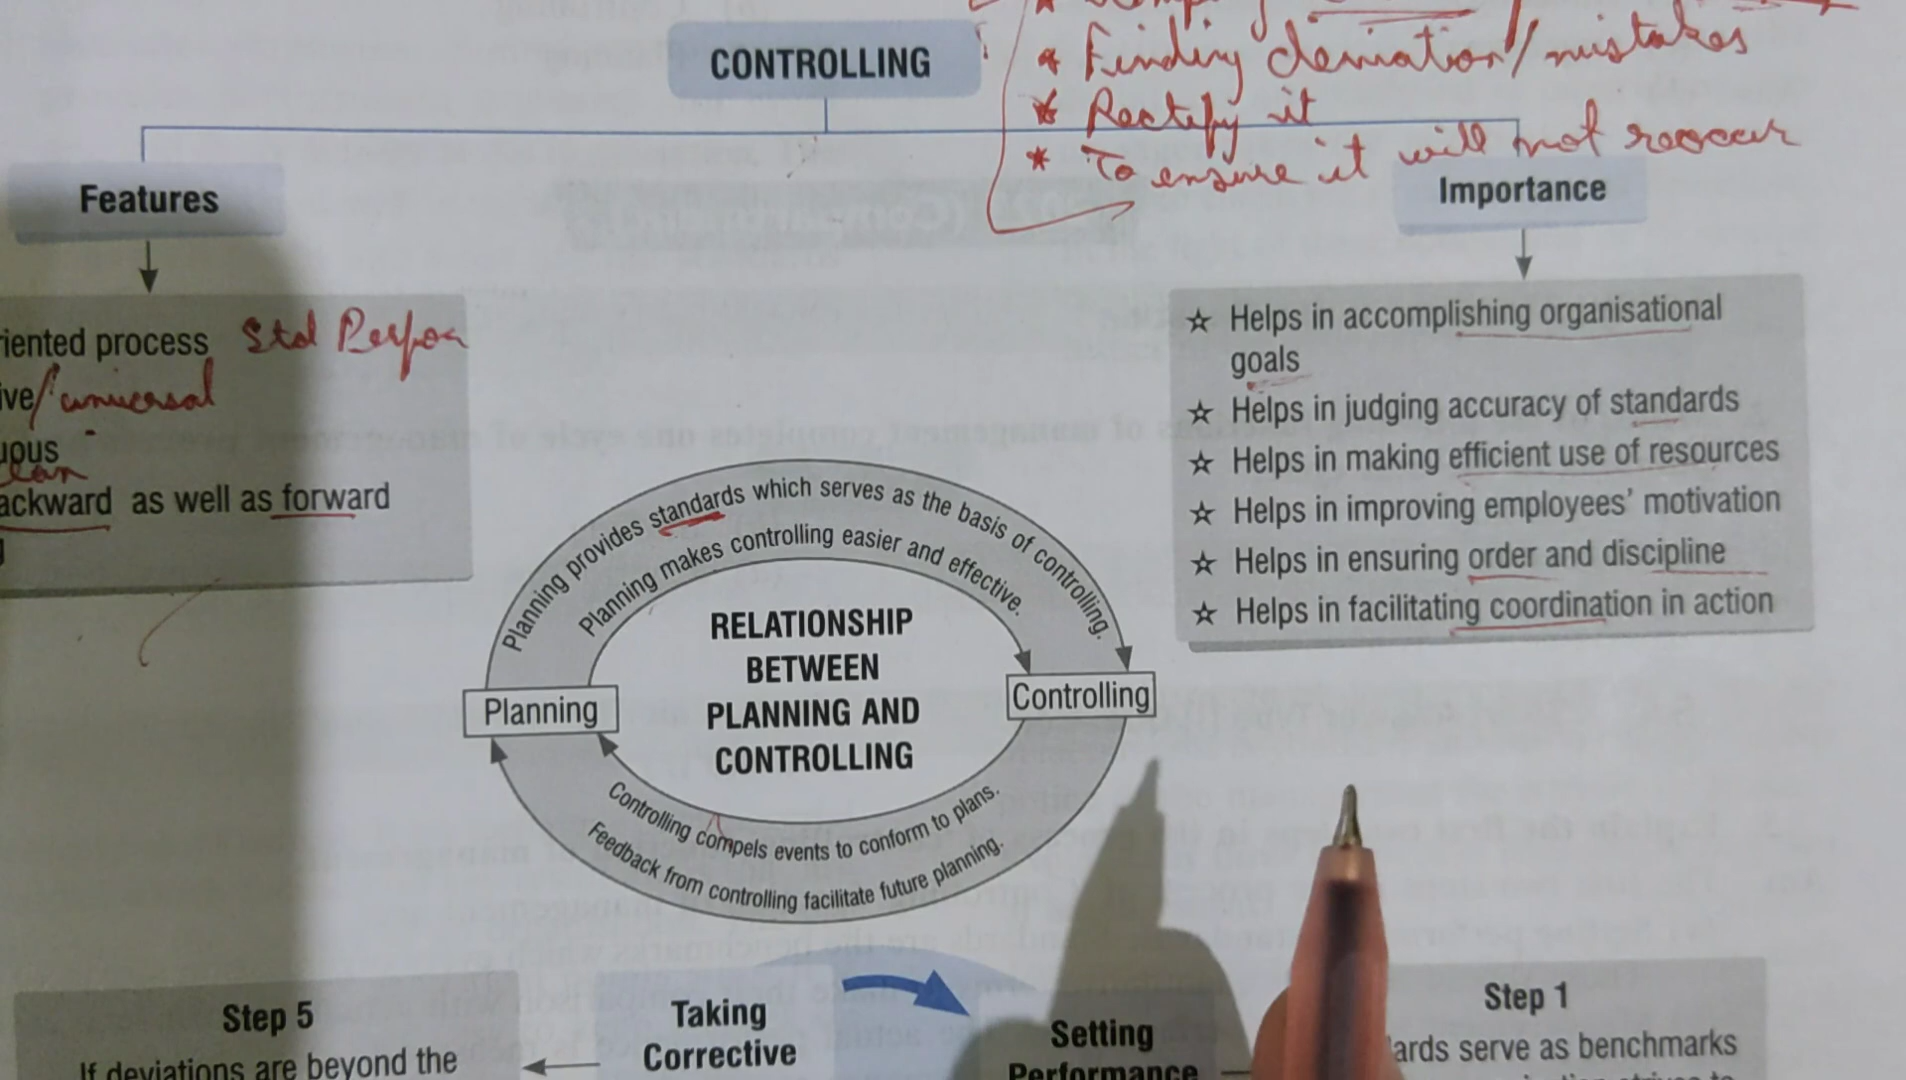 CONTROLLING
* Finding deviation/mistakes
* Rectify it
* To ensure it will not reoccur
Features
Importance
iented process Std Perfor
ive/universal
uous
ackward as well as forward
☆ Helps in accomplishing organisational
goals
☆ Helps in judging accuracy of standards
☆ Helps in making efficient use of resources
☆ Helps in improving employees' motivation
☆ Helps in ensuring order and discipline
☆ Helps in facilitating coordination in action
Planning provides standards which serves as the basis of controlling.
Planning makes controlling easier and effective.
RELATIONSHIP
BETWEEN
PLANNING AND
CONTROLLING
Planning
Controlling
Controlling compels events to conform to plans.
Feedback from controlling facilitate future planning.
Step 5
If deviations are beyond the
Taking
Corrective
Setting
Performance
Step 1
ards serve as benchmarks